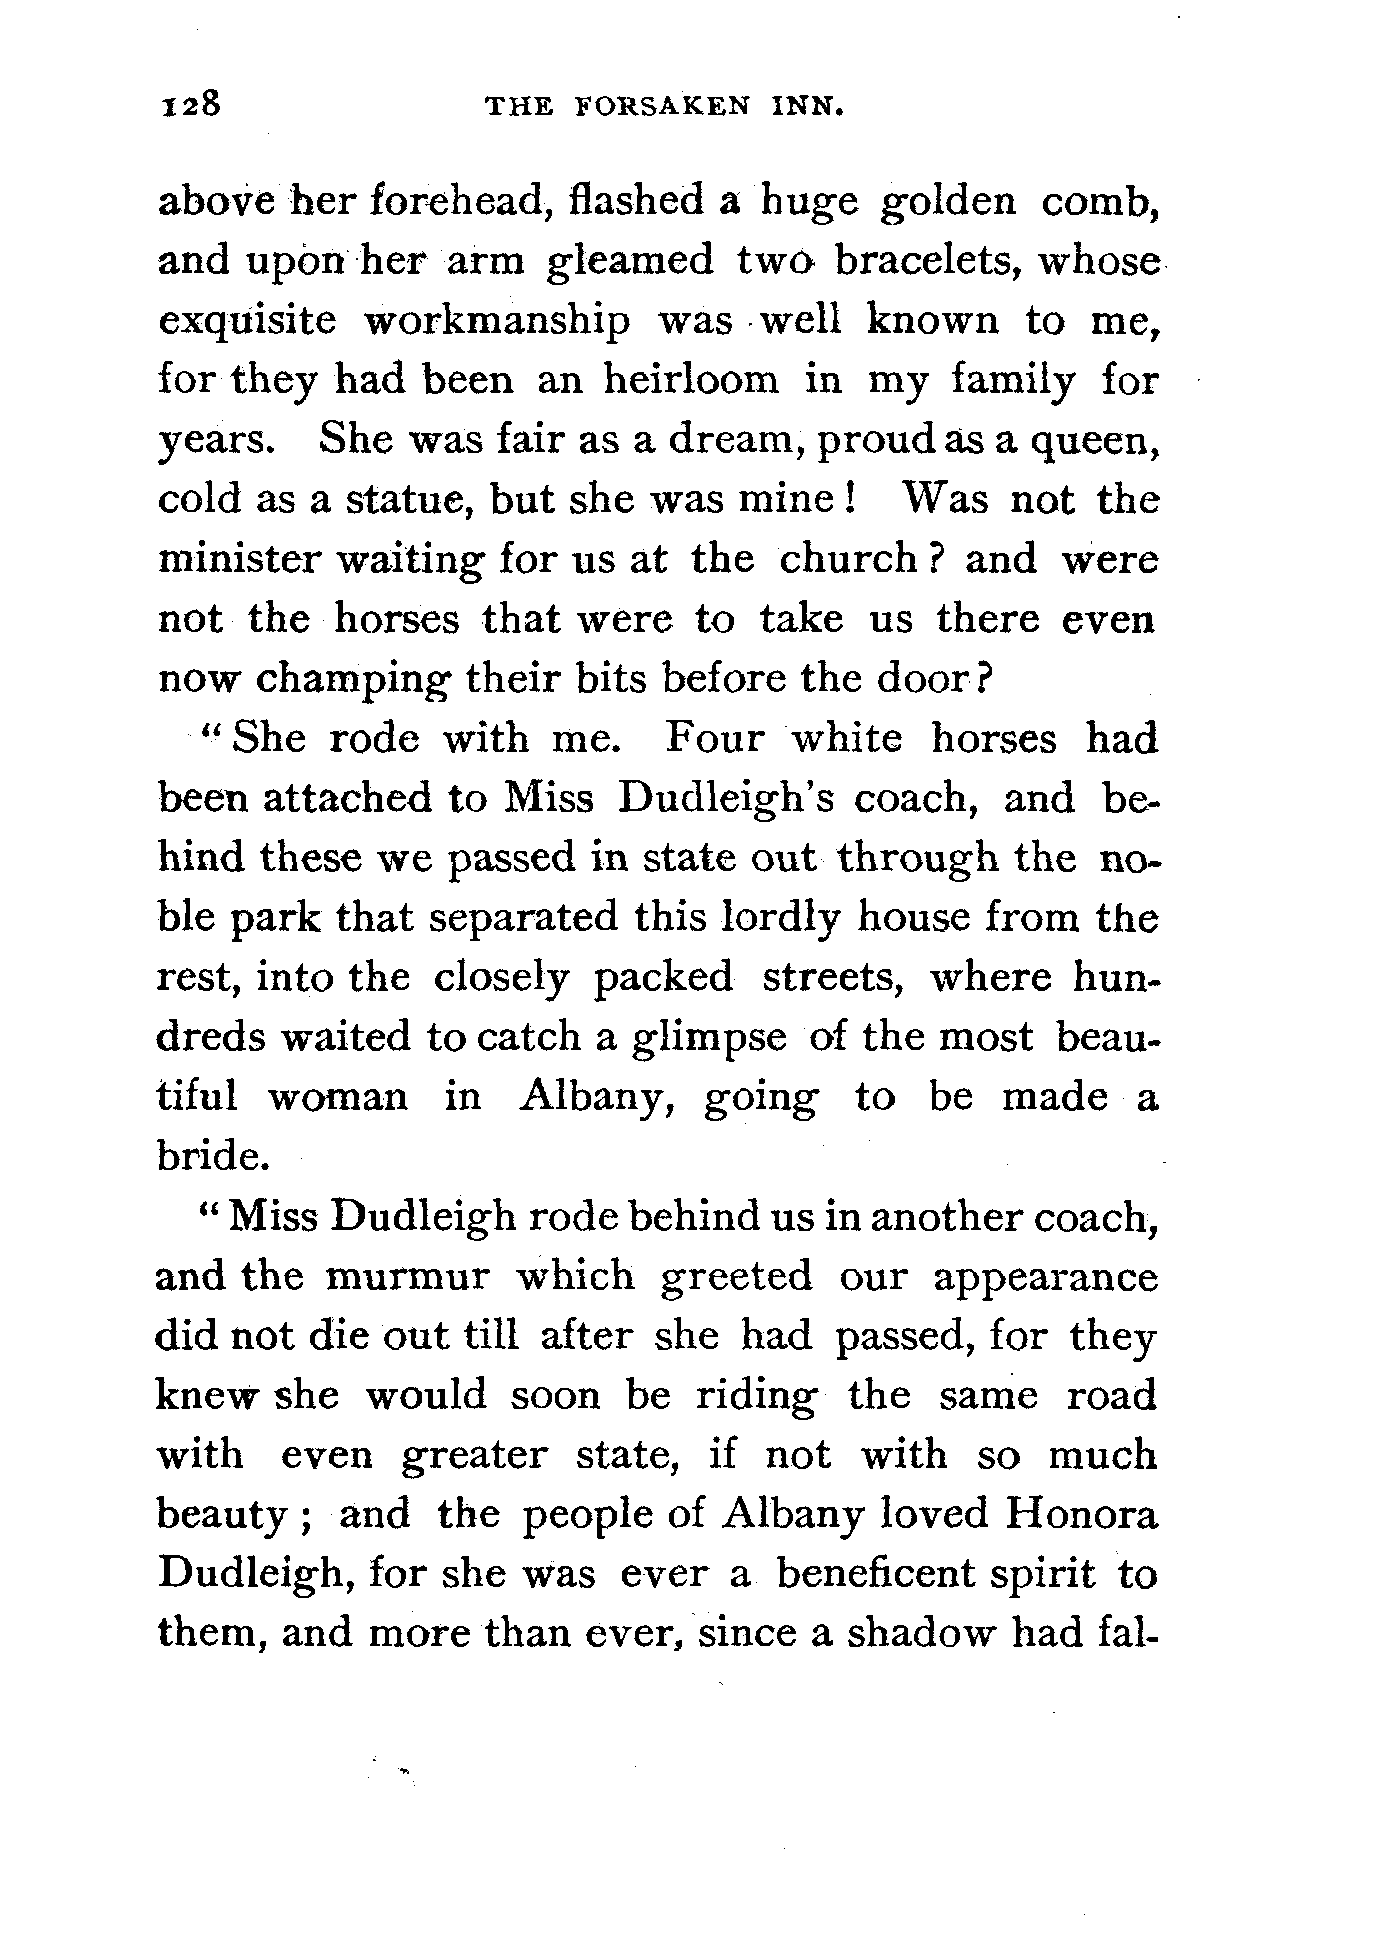 128 THE FORSAKEN INN.
above her forehead, flashed a huge golden comb,
and upon her arm gleamed two bracelets, whose
exquisite workmanship was well known to me,
for they had been an heirloom in my family for
years. She was fair as a dream, proud as a queen,
cold as a statue, but she was mine ! Was not the
minister waiting for us at the church ? and were
not the horses that were to take us there even
now champing their bits before the door ?
“ She rode with me. Four white horses had
been attached to Miss Dudleigh's coach, and be-
hind these we passed in state out through the no-
ble park that separated this lordly house from the
rest, into the closely packed streets, where hun-
dreds waited to catch a glimpse of the most beau-
tiful woman in Albany, going to be made a
bride.
“ Miss Dudleigh rode behind us in another coach,
and the murmur which greeted our appearance
did not die out till after she had passed, for they
knew she would soon be riding the same road
with even greater state, if not with so much
beauty ; and the people of Albany loved Honora
Dudleigh, for she was ever a beneficent spirit to
them, and more than ever, since a shadow had fal-